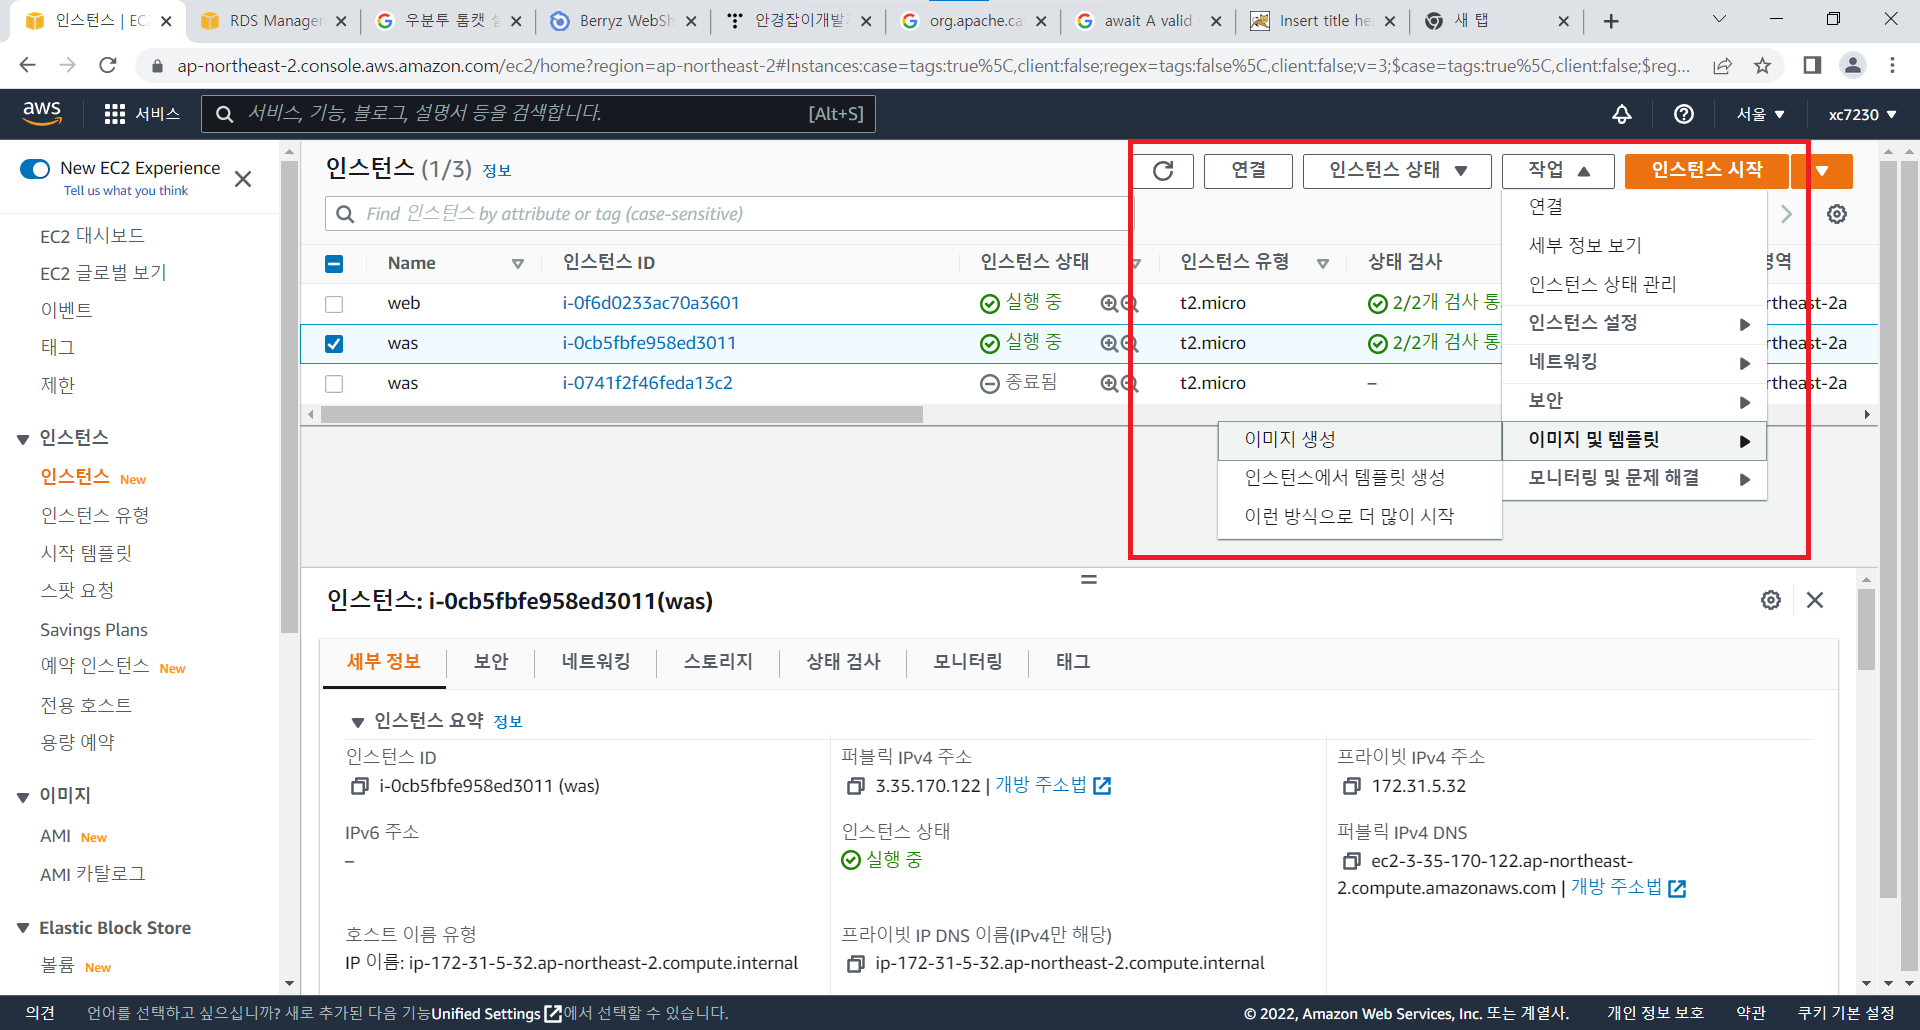 인스턴스 | EC2
RDS Managem
우분투 톰캣 설
Berryz WebSh
안경잡이개발
org.apache.ca
await A valid s
Insert title he
새 탭
ap-northeast-2.console.aws.amazon.com/ec2/home?region=ap-northeast-2#Instances:case=tags:true%5C,client:false;regex=tags:false%5C,client:false;v=3;$case=tags:true%5C,client:false;$reg...
aws
서비스
서비스, 기능, 블로그, 설명서 등을 검색합니다.
[Alt+S]
서울
xc7230
New EC2 Experience
Tell us what you think
EC2 대시보드
EC2 글로벌 보기
이벤트
태그
제한
인스턴스
인스턴스 New
인스턴스 유형
시작 템플릿
스팟 요청
Savings Plans
예약 인스턴스 New
전용 호스트
용량 예약
이미지
AMI New
AMI 카탈로그
Elastic Block Store
볼륨 New
인스턴스 (1/3) 정보
연결
인스턴스 상태
작업
인스턴스 시작
Find 인스턴스 by attribute or tag (case-sensitive)
Name 인스턴스 ID 인스턴스 상태 인스턴스 유형 상태 검사 영역
web i-0f6d0233ac70a3601 실행 중 t2.micro 2/2개 검사 통 rtheast-2a
was i-0cb5fbfe958ed3011 실행 중 t2.micro 2/2개 검사 통 rtheast-2a
was i-0741f2f46feda13c2 종료됨 t2.micro – rtheast-2a
연결
세부 정보 보기
인스턴스 상태 관리
인스턴스 설정
네트워킹
보안
이미지 및 템플릿
모니터링 및 문제 해결
이미지 생성
인스턴스에서 템플릿 생성
이런 방식으로 더 많이 시작
인스턴스: i-0cb5fbfe958ed3011(was)
세부 정보
보안
네트워킹
스토리지
상태 검사
모니터링
태그
인스턴스 요약 정보
인스턴스 ID
i-0cb5fbfe958ed3011 (was)
퍼블릭 IPv4 주소
3.35.170.122 | 개방 주소법
프라이빗 IPv4 주소
172.31.5.32
IPv6 주소
–
인스턴스 상태
실행 중
퍼블릭 IPv4 DNS
ec2-3-35-170-122.ap-northeast-
2.compute.amazonaws.com | 개방 주소법
호스트 이름 유형
IP 이름: ip-172-31-5-32.ap-northeast-2.compute.internal
프라이빗 IP DNS 이름(IPv4만 해당)
ip-172-31-5-32.ap-northeast-2.compute.internal
의견
언어를 선택하고 싶으십니까? 새로 추가된 다음 기능Unified Settings에서 선택할 수 있습니다.
© 2022, Amazon Web Services, Inc. 또는 계열사.
개인 정보 보호
약관
쿠키 기본 설정